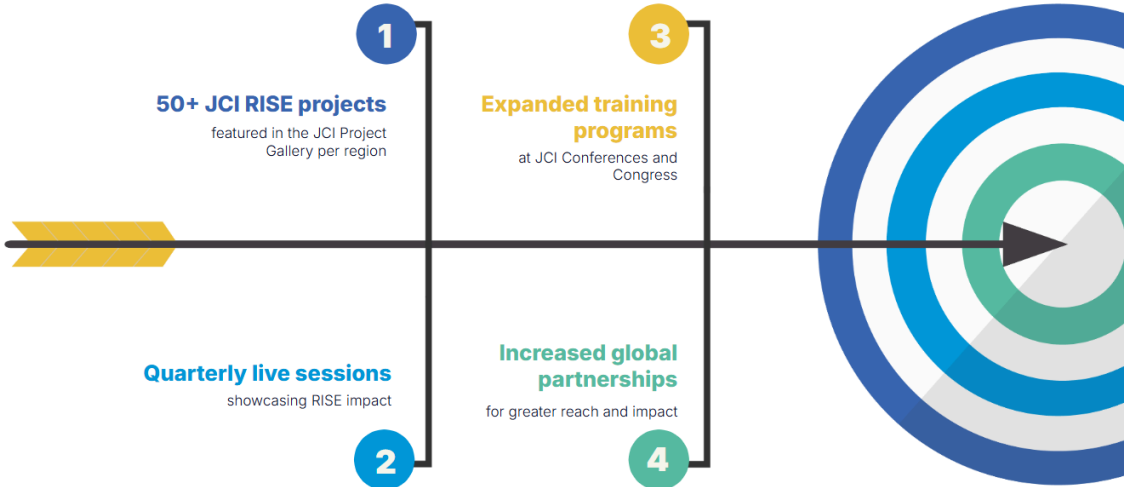 1
50+ JCI RISE projects
featured in the JCI Project
Gallery per region
Quarterly live sessions
showcasing RISE impact
2
3
Expanded training
programs
at JCI Conferences and
Congress
Increased global
partnerships
for greater reach and impact
4